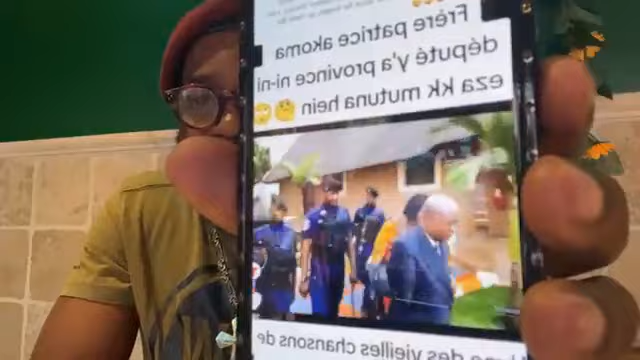 Frère patrice akoma
député y'a province ni-ni
eza kk mutuna hein 🤔🙄
des vieilles chansons de